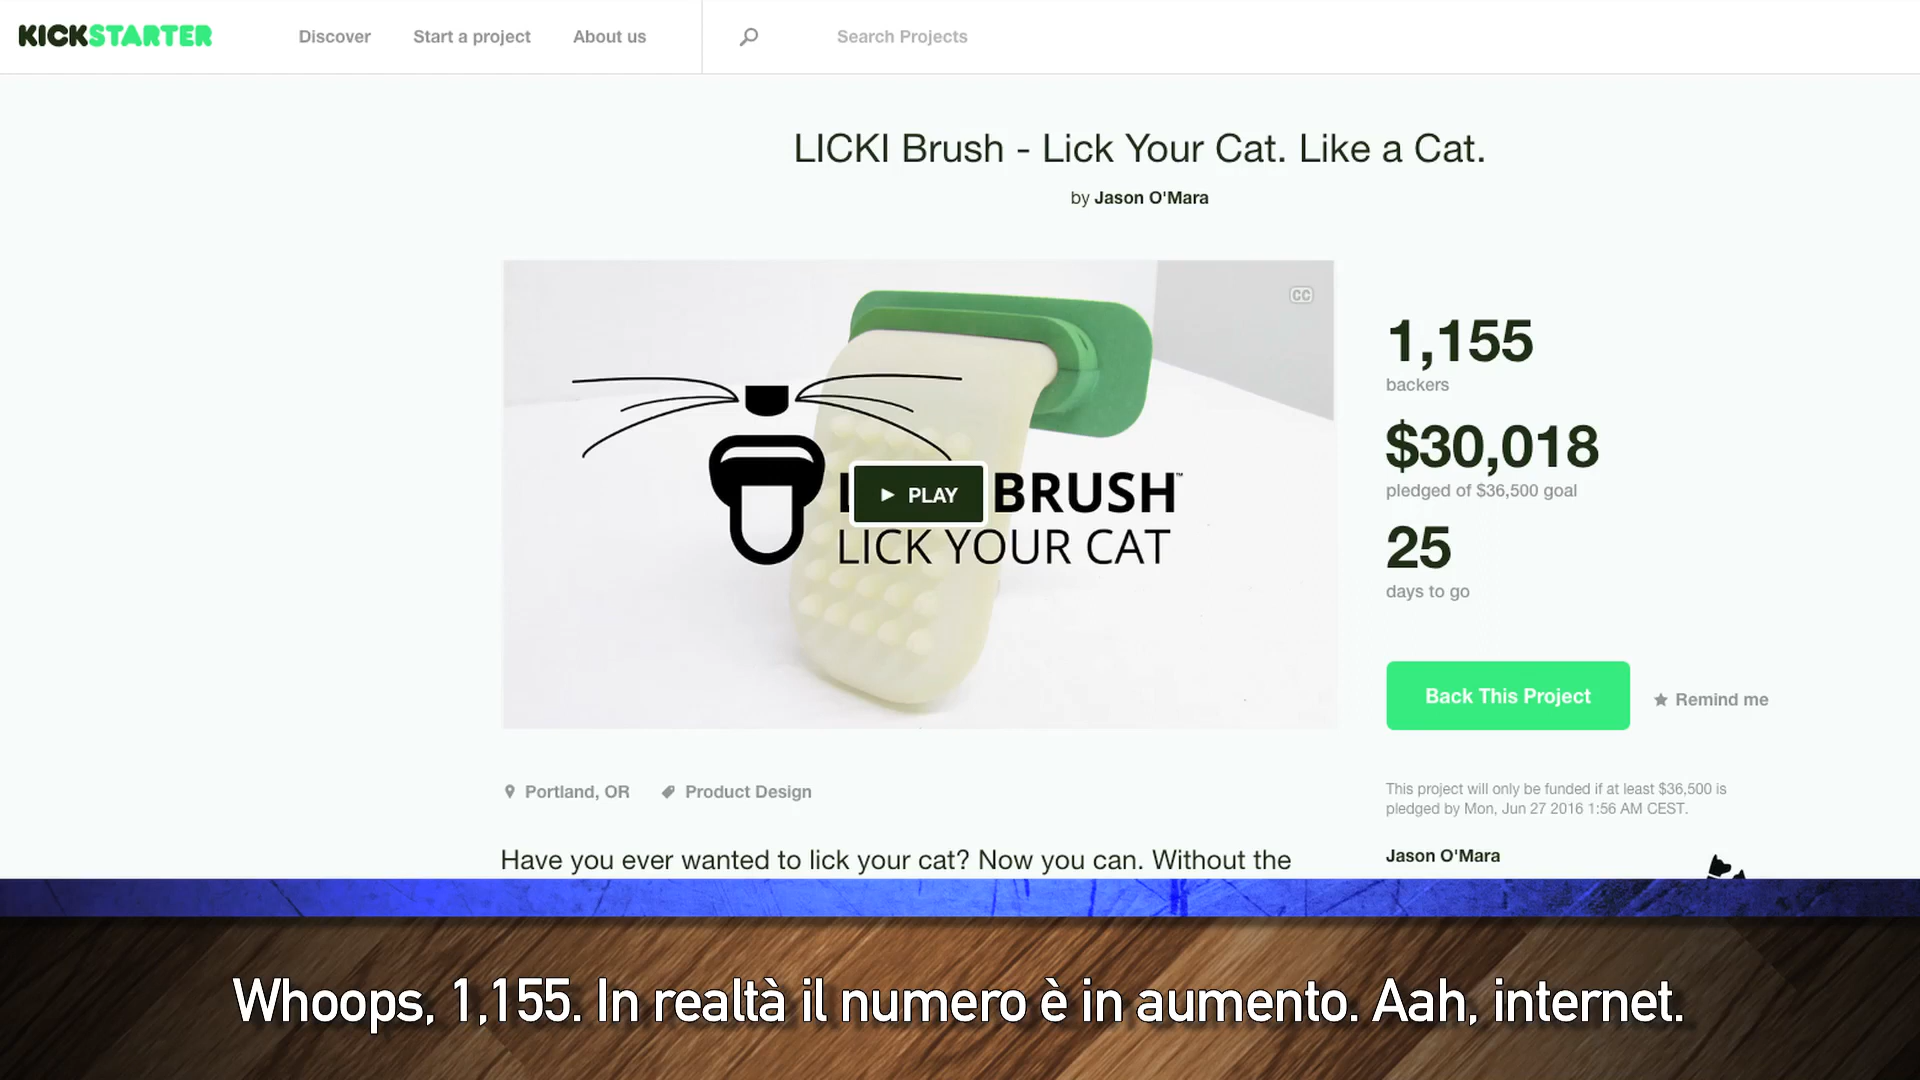 KICKSTARTER
Discover
Start a project
About us
Search Projects
LICKI Brush - Lick Your Cat. Like a Cat.
by Jason O'Mara
CC
1,155
backers
$30,018
pledged of $36,500 goal
PLAY
BRUSH™
LICK YOUR CAT
25
days to go
Back This Project
Remind me
Portland, OR
Product Design
This project will only be funded if at least $36,500 is
pledged by Mon, Jun 27 2016 1:56 AM CEST.
Jason O'Mara
Have you ever wanted to lick your cat? Now you can. Without the
Whoops, 1,155. In realtà il numero è in aumento. Aah, internet.